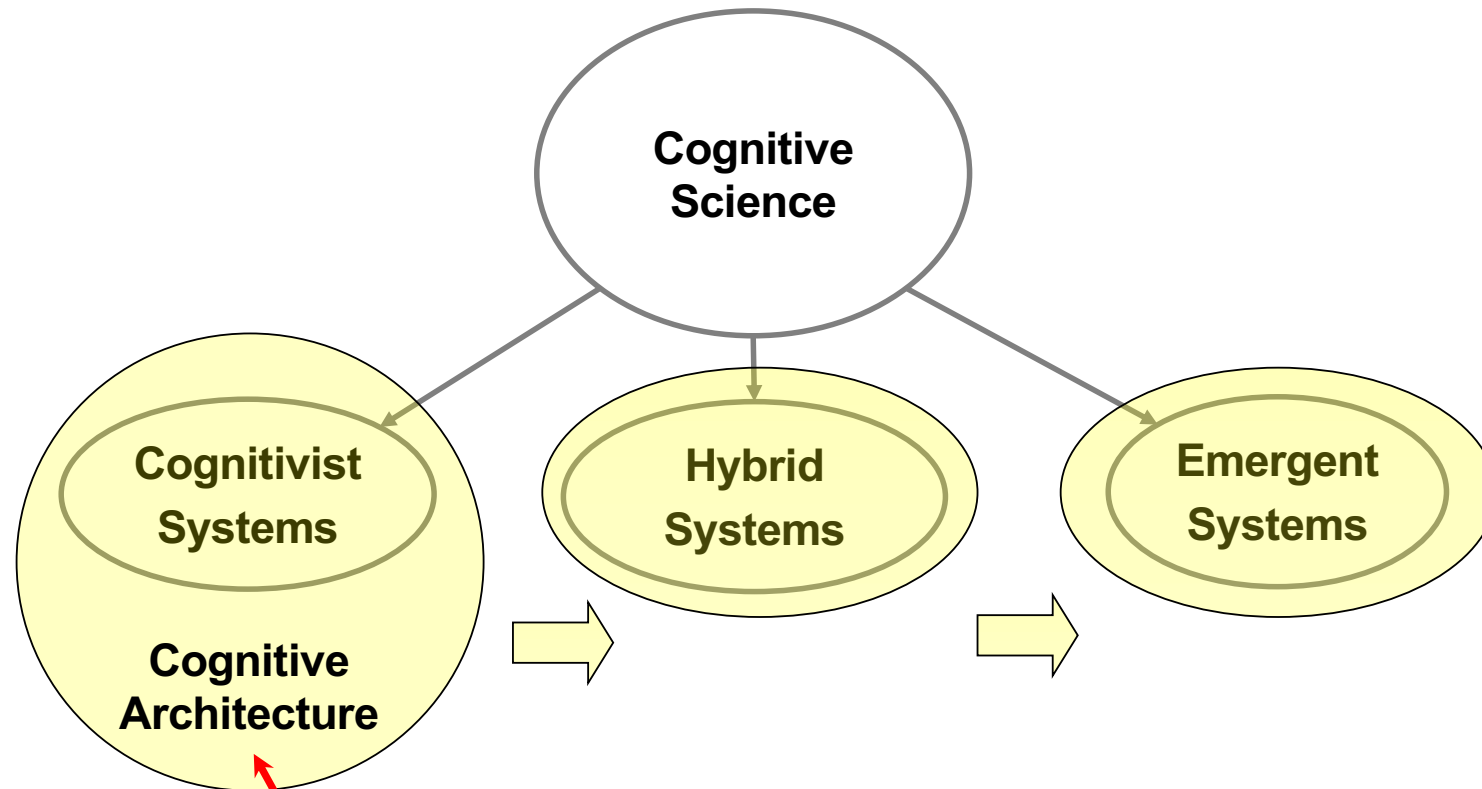 Cognitive
Science
Cognitivist
Systems
Hybrid
Systems
Emergent
Systems
Cognitive
Architecture